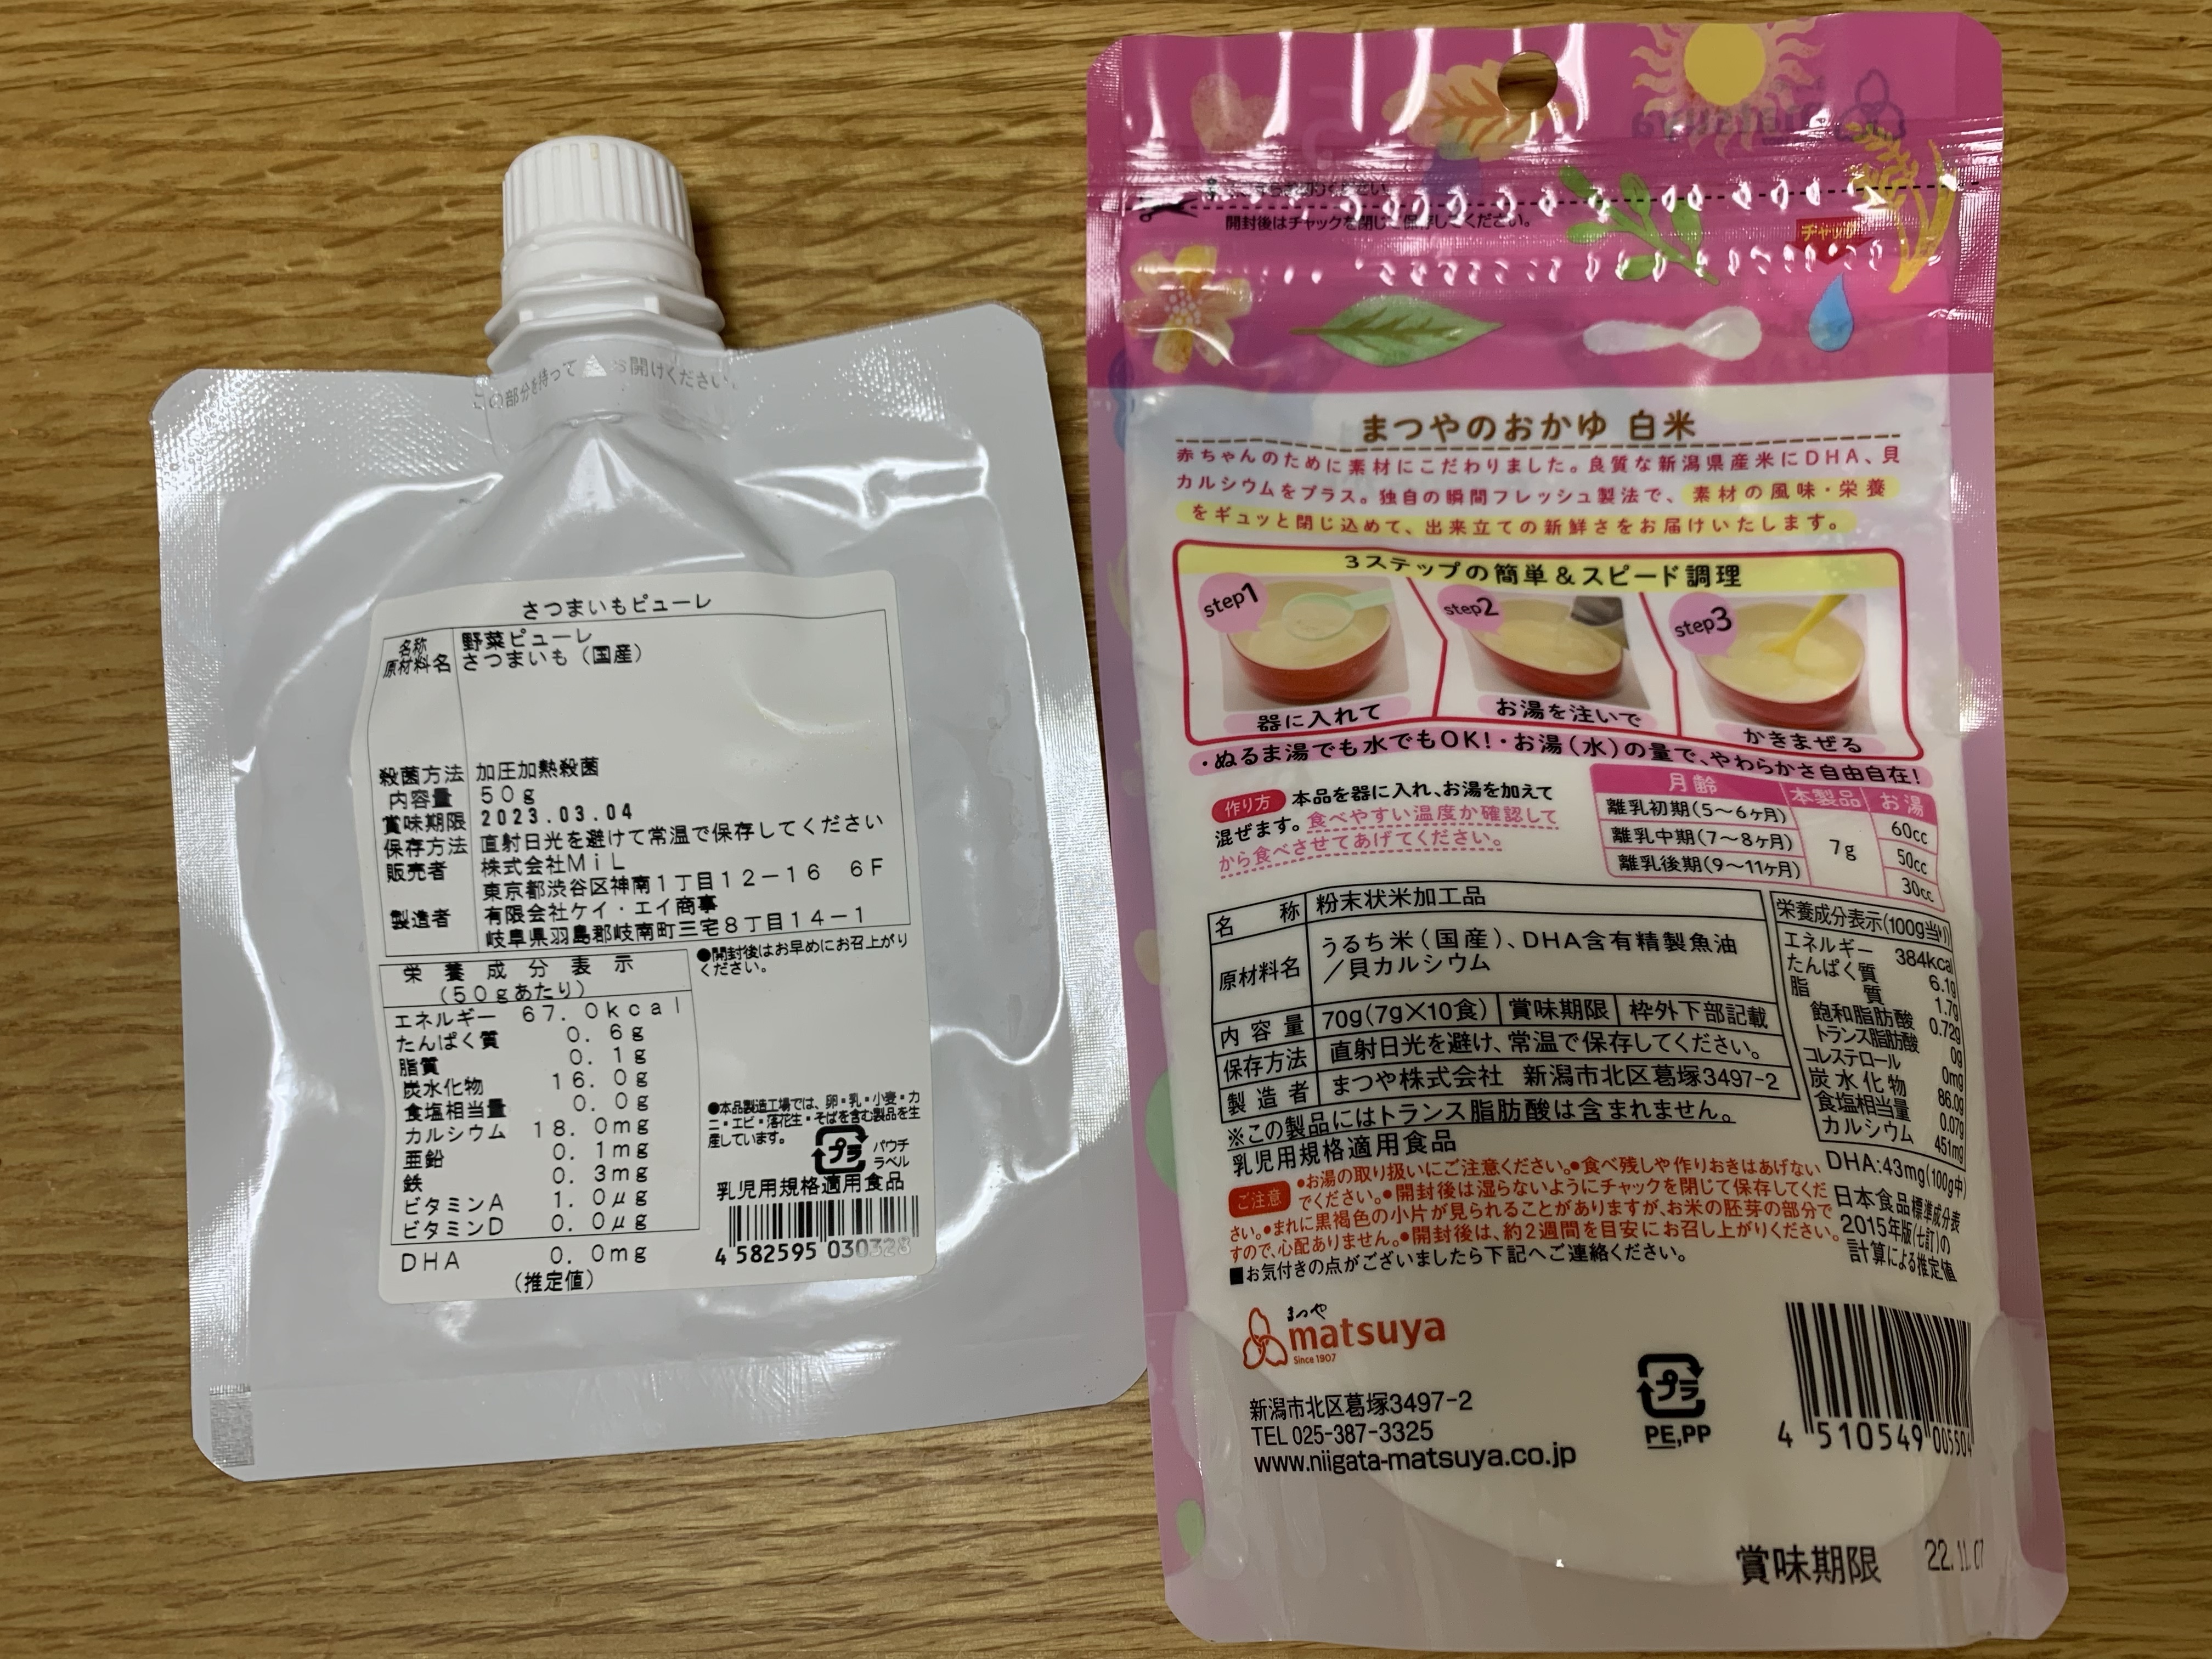 この部分を持って
お開けください。
さつまいもピューレ
名称 野菜ピューレ
原材料名 さつまいも（国産）
殺菌方法 加圧加熱殺菌
内容量 50g
賞味期限 2023.03.04
保存方法 直射日光を避けて常温で保存してください
販売者 株式会社MiL
東京都渋谷区神南1丁目12－16 6F
製造者 有限会社ケイ・エイ商事
岐阜県羽島郡岐南町三宅8丁目14－1
栄養成分表示
（50gあたり）
エネルギー 67.0kcal
たんぱく質 0.6g
脂質 0.1g
炭水化物 16.0g
食塩相当量 0.0g
カルシウム 18.0mg
亜鉛 0.1mg
鉄 0.3mg
ビタミンA 1.0μg
ビタミンD 0.0μg
DHA 0.0mg
（推定値）
●開封後はお早めにお召上がり
ください。
●本品製造工場では、卵・乳・小麦・カ
ニ・エビ・落花生・そばを含む製品を生
産しています。
プラ
パウチ
ラベル
乳児用規格適用食品
4 582595 030328
開封後はチャックを閉じて保存してください。
チャック
まつやのおかゆ 白米
赤ちゃんのために素材にこだわりました。良質な新潟県産米にDHA、貝
カルシウムをプラス。独自の瞬間フレッシュ製法で、素材の風味・栄養
をギュッと閉じ込めて、出来立ての新鮮さをお届けいたします。
3ステップの簡単＆スピード調理
step1
step2
step3
器に入れて
お湯を注いで
かきまぜる
・ぬるま湯でも水でもOK!・お湯（水）の量で、やわらかさ自由自在!
作り方 本品を器に入れ、お湯を加えて
混ぜます。食べやすい温度か確認して
から食べさせてあげてください。
月齢 本製品 お湯
離乳初期(5〜6ヶ月) 60cc
離乳中期(7〜8ヶ月) 7g 50cc
離乳後期(9〜11ヶ月) 30cc
名称 粉末状米加工品
原材料名 うるち米（国産）、DHA含有精製魚油
／貝カルシウム
内容量 70g(7g×10食) 賞味期限 枠外下部記載
保存方法 直射日光を避け、常温で保存してください。
製造者 まつや株式会社 新潟市北区葛塚3497-2
※この製品にはトランス脂肪酸は含まれません。
乳児用規格適用食品
栄養成分表示(100g当り)
エネルギー 384kcal
たんぱく質 6.1g
脂質 1.7g
飽和脂肪酸 0.72g
トランス脂肪酸 0g
コレステロール 0mg
炭水化物 86.0g
食塩相当量 0.07g
カルシウム 451mg
DHA:43mg(100g中)
日本食品標準成分表
2015年版(七訂)の
計算による推定値
ご注意 ●お湯の取り扱いにご注意ください。●食べ残しや作りおきはあげない
でください。●開封後は湿らないようにチャックを閉じて保存してくだ
さい。●まれに黒褐色の小片が見られることがありますが、お米の胚芽の部分で
すので、心配ありません。●開封後は、約2週間を目安にお召し上がりください。
■お気付きの点がございましたら下記へご連絡ください。
まつや
matsuya
Since 1907
新潟市北区葛塚3497-2
TEL 025-387-3325
www.niigata-matsuya.co.jp
プラ
PE,PP
4 510549 005504
賞味期限 22.11.07